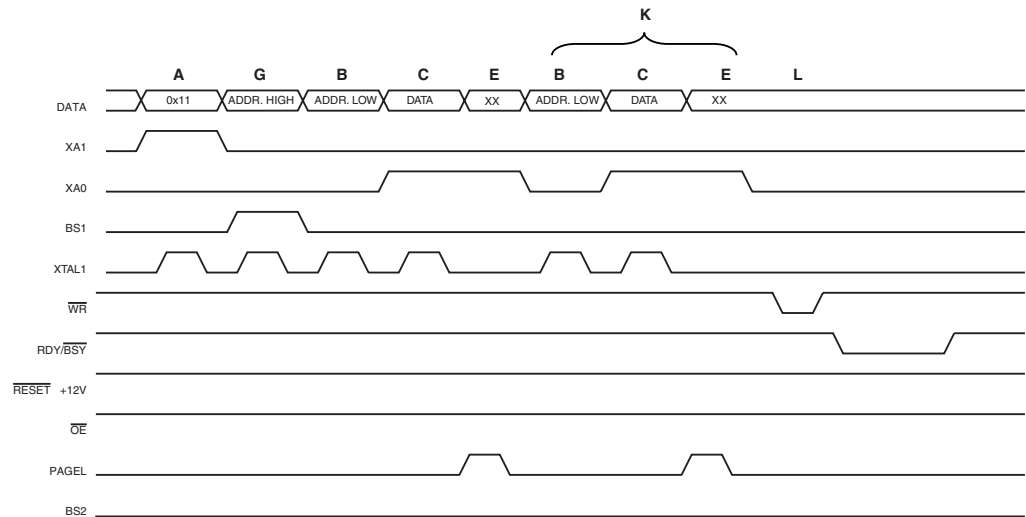 K
A G B C E B C E L
DATA 0x11 ADDR. HIGH ADDR. LOW DATA XX ADDR. LOW DATA XX
XA1
XA0
BS1
XTAL1
WR
RDY/BSY
RESET +12V
OE
PAGEL
BS2